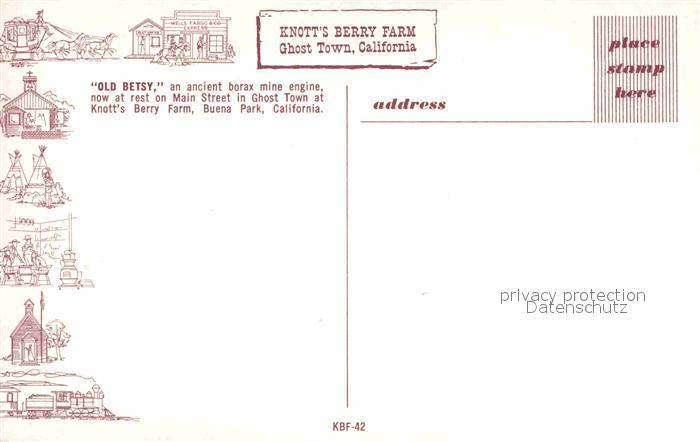 WELLS FARGO & CO
EXPRESS
KNOTT'S BERRY FARM
Ghost Town, California
place
stamp
here
"OLD BETSY," an ancient borax mine engine,
now at rest on Main Street in Ghost Town at
Knott's Berry Farm, Buena Park, California.
address
privacy protection
Datenschutz
KBF-42